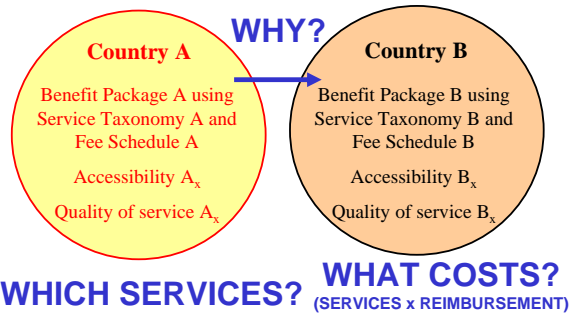 WHY?
Country A
Benefit Package A using
Service Taxonomy A and
Fee Schedule A
Accessibility Aₓ
Quality of service Aₓ
Country B
Benefit Package B using
Service Taxonomy B and
Fee Schedule B
Accessibility Bₓ
Quality of service Bₓ
WHICH SERVICES?
WHAT COSTS?
(SERVICES x REIMBURSEMENT)